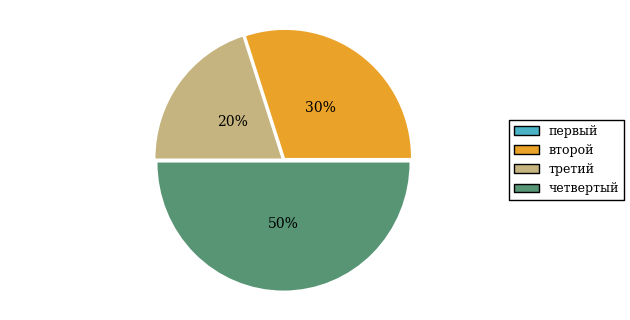 30%
20%
50%
первый
второй
третий
четвертый